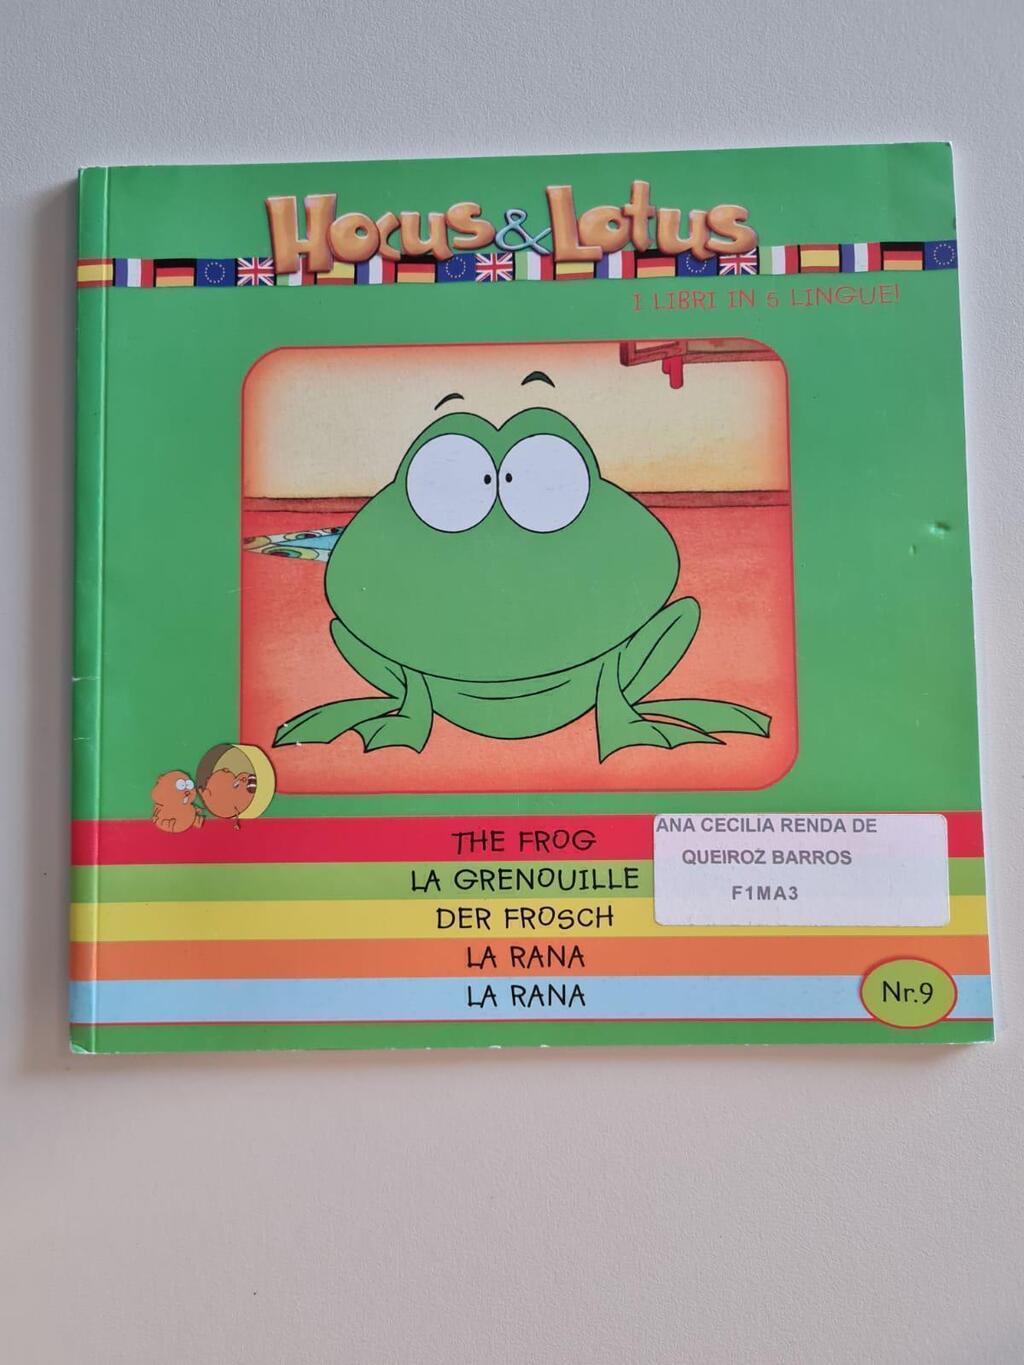 Hocus & Lotus
I LIBRI IN 5 LINGUE!
THE FROG
LA GRENOUILLE
DER FROSCH
LA RANA
LA RANA
ANA CECILIA RENDA DE
QUEIROZ BARROS
F1MA3
Nr.9